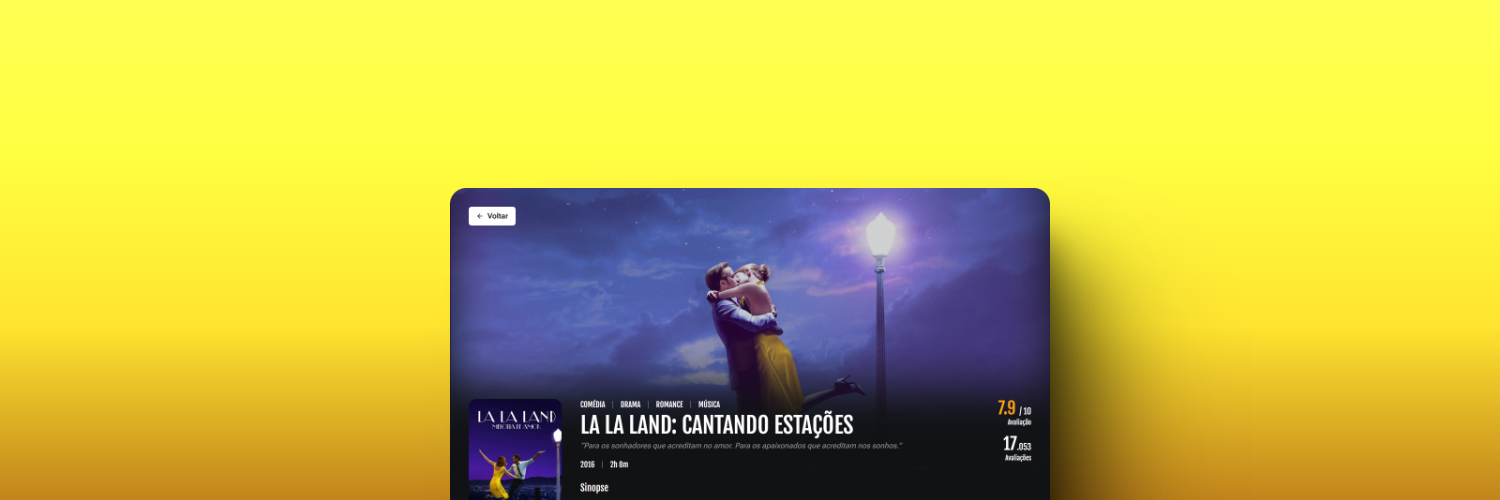 ← Voltar
COMÉDIA | DRAMA | ROMANCE | MÚSICA
LA LA LAND: CANTANDO ESTAÇÕES
"Para os sonhadores que acreditam no amor. Para os apaixonados que acreditam nos sonhos."
2016 | 2h 8m
Sinopse
7.9 / 10
Avaliação
17.053
Avaliações
LA LA LAND